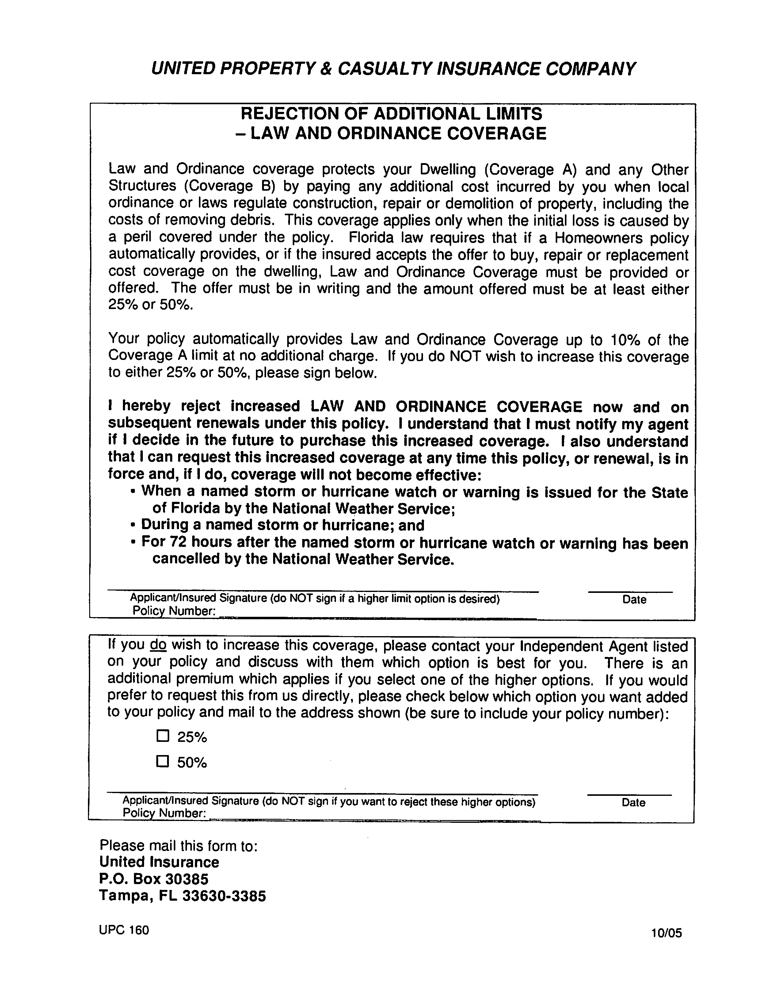 UNITED PROPERTY & CASUALTY INSURANCE COMPANY
REJECTION OF ADDITIONAL LIMITS
– LAW AND ORDINANCE COVERAGE
Law and Ordinance coverage protects your Dwelling (Coverage A) and any Other
Structures (Coverage B) by paying any additional cost incurred by you when local
ordinance or laws regulate construction, repair or demolition of property, including the
costs of removing debris. This coverage applies only when the initial loss is caused by
a peril covered under the policy. Florida law requires that if a Homeowners policy
automatically provides, or if the insured accepts the offer to buy, repair or replacement
cost coverage on the dwelling, Law and Ordinance Coverage must be provided or
offered. The offer must be in writing and the amount offered must be at least either
25% or 50%.
Your policy automatically provides Law and Ordinance Coverage up to 10% of the
Coverage A limit at no additional charge. If you do NOT wish to increase this coverage
to either 25% or 50%, please sign below.
I hereby reject increased LAW AND ORDINANCE COVERAGE now and on
subsequent renewals under this policy. I understand that I must notify my agent
if I decide in the future to purchase this increased coverage. I also understand
that I can request this increased coverage at any time this policy, or renewal, is in
force and, if I do, coverage will not become effective:
▪ When a named storm or hurricane watch or warning is issued for the State
of Florida by the National Weather Service;
▪ During a named storm or hurricane; and
▪ For 72 hours after the named storm or hurricane watch or warning has been
cancelled by the National Weather Service.
Applicant/Insured Signature (do NOT sign if a higher limit option is desired) Date
Policy Number:
If you do wish to increase this coverage, please contact your Independent Agent listed
on your policy and discuss with them which option is best for you. There is an
additional premium which applies if you select one of the higher options. If you would
prefer to request this from us directly, please check below which option you want added
to your policy and mail to the address shown (be sure to include your policy number):
☐ 25%
☐ 50%
Applicant/Insured Signature (do NOT sign if you want to reject these higher options) Date
Policy Number:
Please mail this form to:
United Insurance
P.O. Box 30385
Tampa, FL 33630-3385
UPC 160 10/05